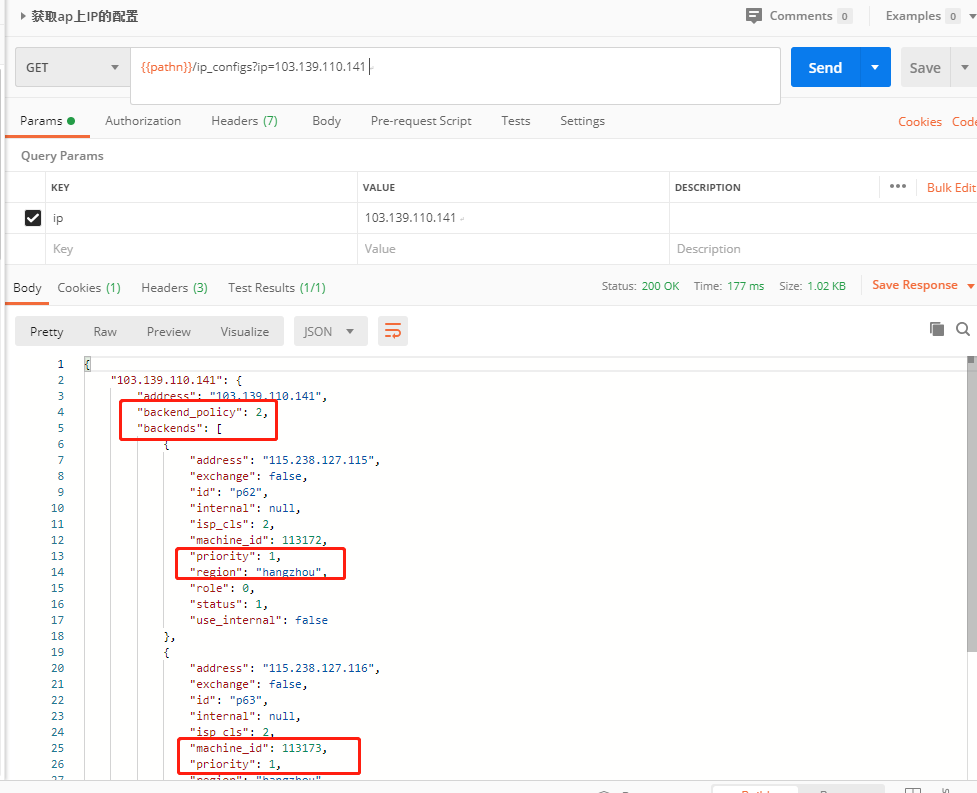 获取ap上IP的配置
Comments 0 Examples 0
GET {{pathn}}/ip_configs?ip=103.139.110.141 Send Save
Params Authorization Headers (7) Body Pre-request Script Tests Settings Cookies Code
Query Params
KEY VALUE DESCRIPTION ••• Bulk Edit
ip 103.139.110.141
Key Value Description
Body Cookies (1) Headers (3) Test Results (1/1) Status: 200 OK Time: 177 ms Size: 1.02 KB Save Response
Pretty Raw Preview Visualize JSON
1 {
2 "103.139.110.141": {
3 "address": "103.139.110.141",
4 "backend_policy": 2,
5 "backends": [
6 {
7 "address": "115.238.127.115",
8 "exchange": false,
9 "id": "p62",
10 "internal": null,
11 "isp_cls": 2,
12 "machine_id": 113172,
13 "priority": 1,
14 "region": "hangzhou",
15 "role": 0,
16 "status": 1,
17 "use_internal": false
18 },
19 {
20 "address": "115.238.127.116",
21 "exchange": false,
22 "id": "p63",
23 "internal": null,
24 "isp_cls": 2,
25 "machine_id": 113173,
26 "priority": 1,
27 "region": "hangzhou"